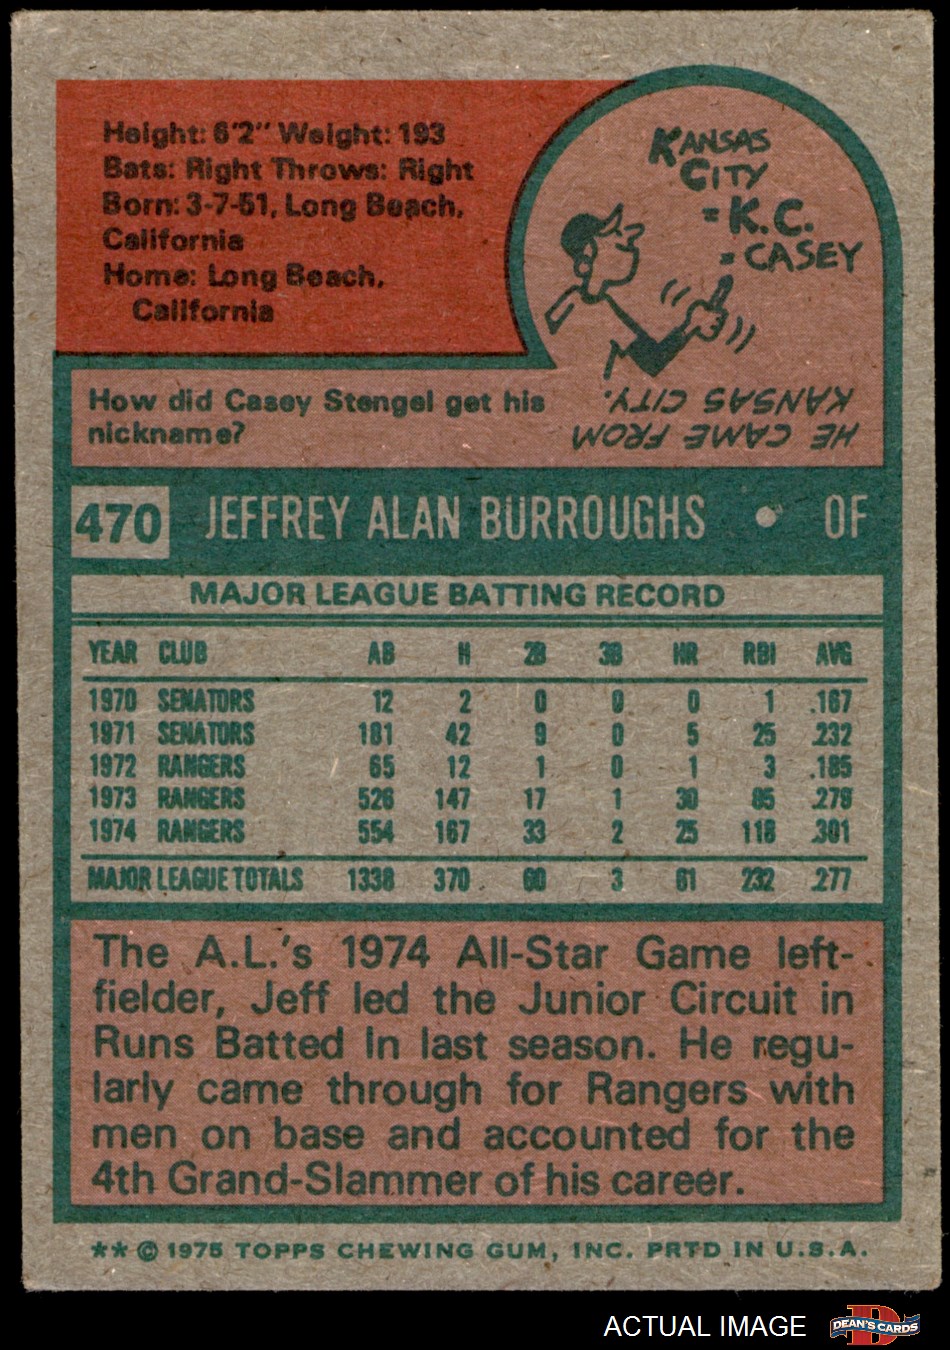 Height: 6'2" Weight: 193
Bats: Right Throws: Right
Born: 3-7-51, Long Beach,
California
Home: Long Beach,
California
KANSAS
CITY
= K.C.
= CASEY
How did Casey Stengel get his
nickname?
HE CAME FROM
KANSAS CITY.
470 JEFFREY ALAN BURROUGHS • OF
MAJOR LEAGUE BATTING RECORD
YEAR CLUB AB H 2B 3B HR RBI AVG
1970 SENATORS 12 2 0 0 0 1 .167
1971 SENATORS 181 42 9 0 5 25 .232
1972 RANGERS 65 12 1 0 1 3 .185
1973 RANGERS 526 147 17 1 30 85 .279
1974 RANGERS 554 167 33 2 25 118 .301
MAJOR LEAGUE TOTALS 1338 370 60 3 61 232 .277
The A.L.'s 1974 All-Star Game left-
fielder, Jeff led the Junior Circuit in
Runs Batted In last season. He regu-
larly came through for Rangers with
men on base and accounted for the
4th Grand-Slammer of his career.
** © 1975 TOPPS CHEWING GUM, INC. PRTD IN U.S.A.
ACTUAL IMAGE
DEAN'S CARDS